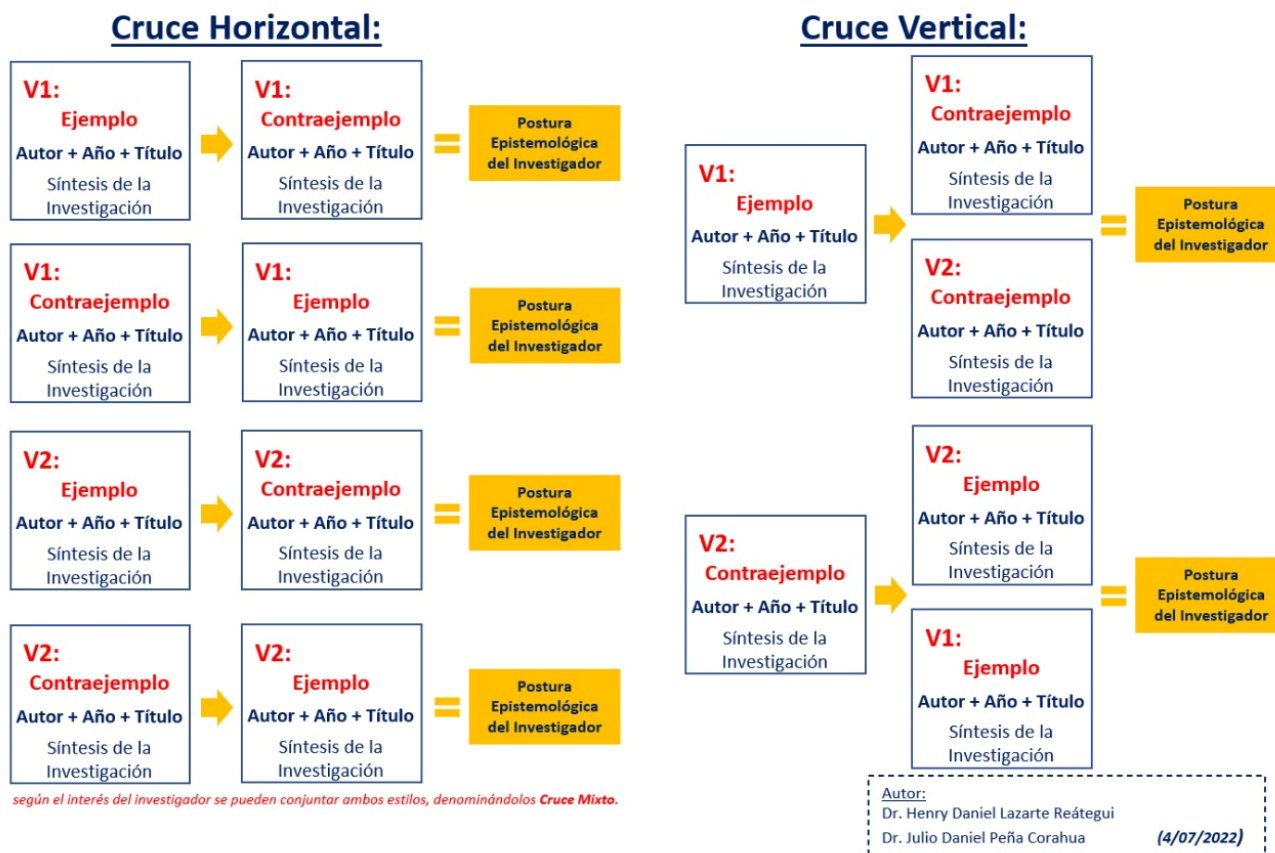 Cruce Horizontal:
V1:
Ejemplo
Autor + Año + Título
Síntesis de la
Investigación
V1:
Contraejemplo
Autor + Año + Título
Síntesis de la
Investigación
Postura
Epistemológica
del Investigador
V1:
Contraejemplo
Autor + Año + Título
Síntesis de la
Investigación
V1:
Ejemplo
Autor + Año + Título
Síntesis de la
Investigación
Postura
Epistemológica
del Investigador
V2:
Ejemplo
Autor + Año + Título
Síntesis de la
Investigación
V2:
Contraejemplo
Autor + Año + Título
Síntesis de la
Investigación
Postura
Epistemológica
del Investigador
V2:
Contraejemplo
Autor + Año + Título
Síntesis de la
Investigación
V2:
Ejemplo
Autor + Año + Título
Síntesis de la
Investigación
Postura
Epistemológica
del Investigador
según el interés del investigador se pueden conjuntar ambos estilos, denominándolos Cruce Mixto.
Cruce Vertical:
V1:
Ejemplo
Autor + Año + Título
Síntesis de la
Investigación
V1:
Contraejemplo
Autor + Año + Título
Síntesis de la
Investigación
V2:
Contraejemplo
Autor + Año + Título
Síntesis de la
Investigación
Postura
Epistemológica
del Investigador
V2:
Contraejemplo
Autor + Año + Título
Síntesis de la
Investigación
V2:
Ejemplo
Autor + Año + Título
Síntesis de la
Investigación
V1:
Ejemplo
Autor + Año + Título
Síntesis de la
Investigación
Postura
Epistemológica
del Investigador
Autor:
Dr. Henry Daniel Lazarte Reátegui
Dr. Julio Daniel Peña Corahua (4/07/2022)